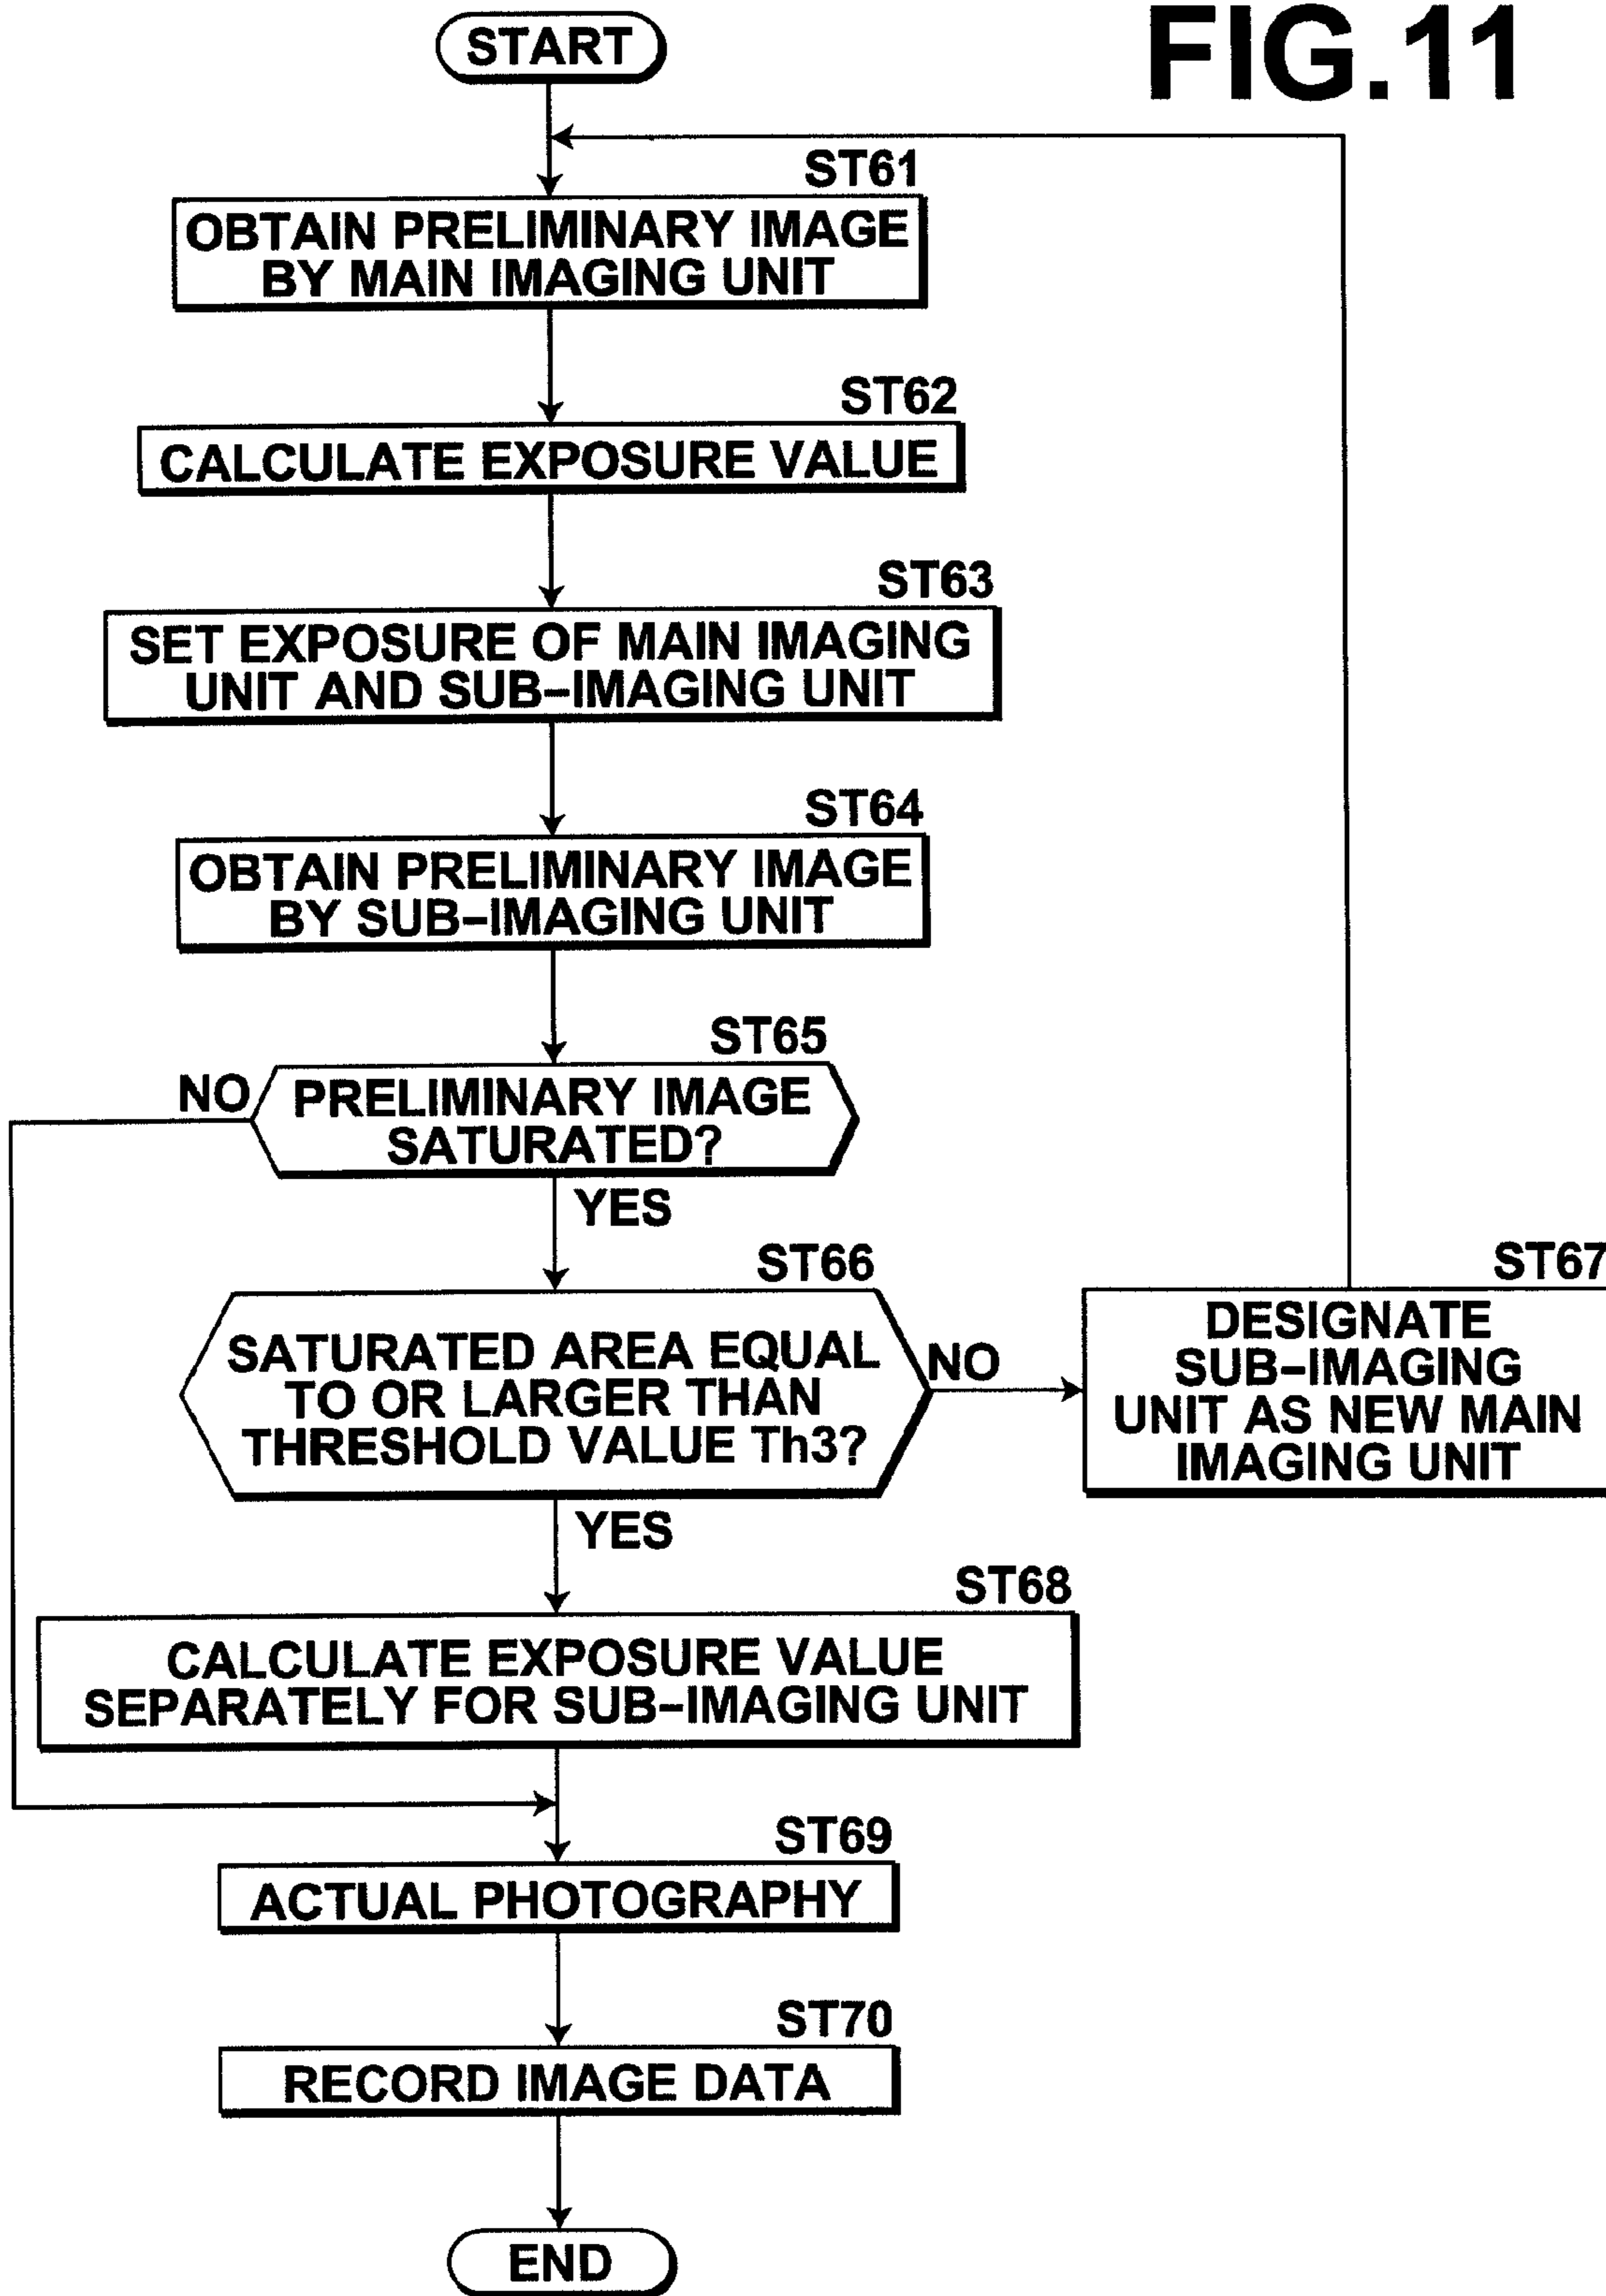 FIG.11
START
ST61
OBTAIN PRELIMINARY IMAGE
BY MAIN IMAGING UNIT
ST62
CALCULATE EXPOSURE VALUE
ST63
SET EXPOSURE OF MAIN IMAGING
UNIT AND SUB-IMAGING UNIT
ST64
OBTAIN PRELIMINARY IMAGE
BY SUB-IMAGING UNIT
ST65
NO
PRELIMINARY IMAGE
SATURATED?
YES
ST66
SATURATED AREA EQUAL
TO OR LARGER THAN
THRESHOLD VALUE Th3?
NO
ST67
DESIGNATE
SUB-IMAGING
UNIT AS NEW MAIN
IMAGING UNIT
YES
ST68
CALCULATE EXPOSURE VALUE
SEPARATELY FOR SUB-IMAGING UNIT
ST69
ACTUAL PHOTOGRAPHY
ST70
RECORD IMAGE DATA
END